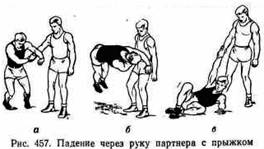 а б в
Рис. 457. Падение через руку партнера с прыжком